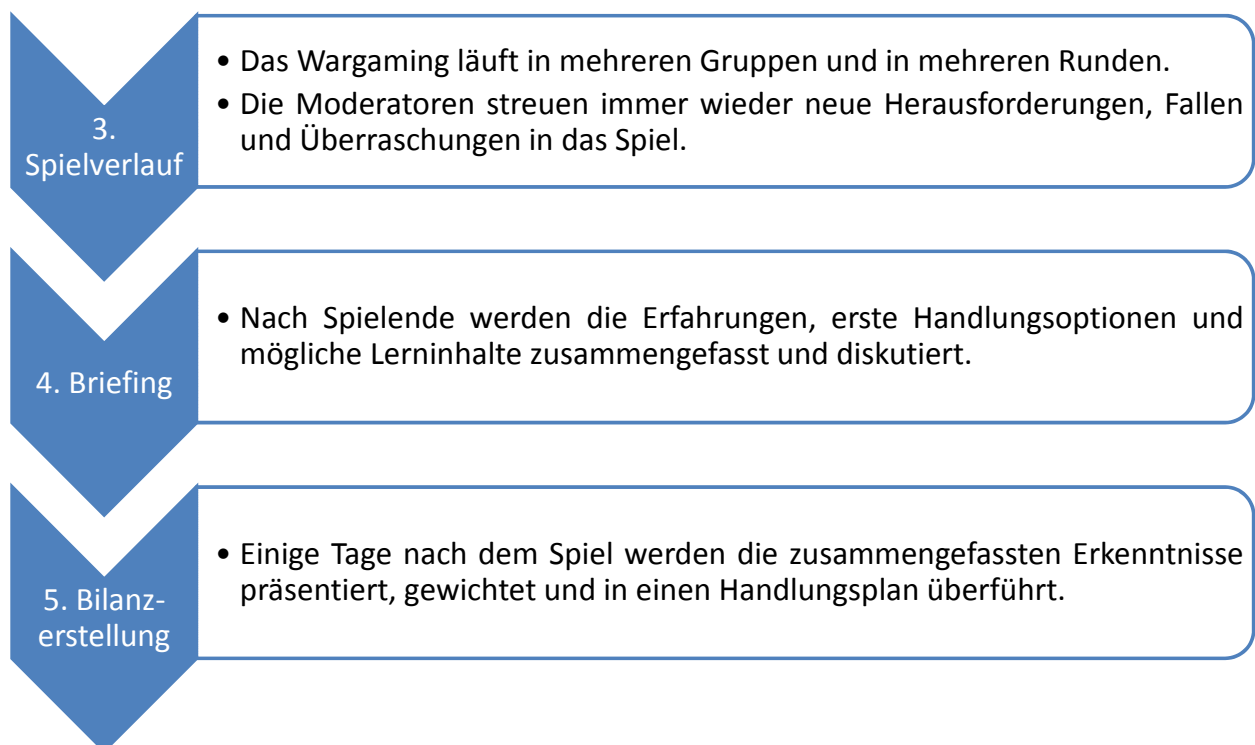 3.
Spielverlauf
• Das Wargaming läuft in mehreren Gruppen und in mehreren Runden.
• Die Moderatoren streuen immer wieder neue Herausforderungen, Fallen
und Überraschungen in das Spiel.
4. Briefing
• Nach Spielende werden die Erfahrungen, erste Handlungsoptionen und
mögliche Lerninhalte zusammengefasst und diskutiert.
5. Bilanz-
erstellung
• Einige Tage nach dem Spiel werden die zusammengefassten Erkenntnisse
präsentiert, gewichtet und in einen Handlungsplan überführt.